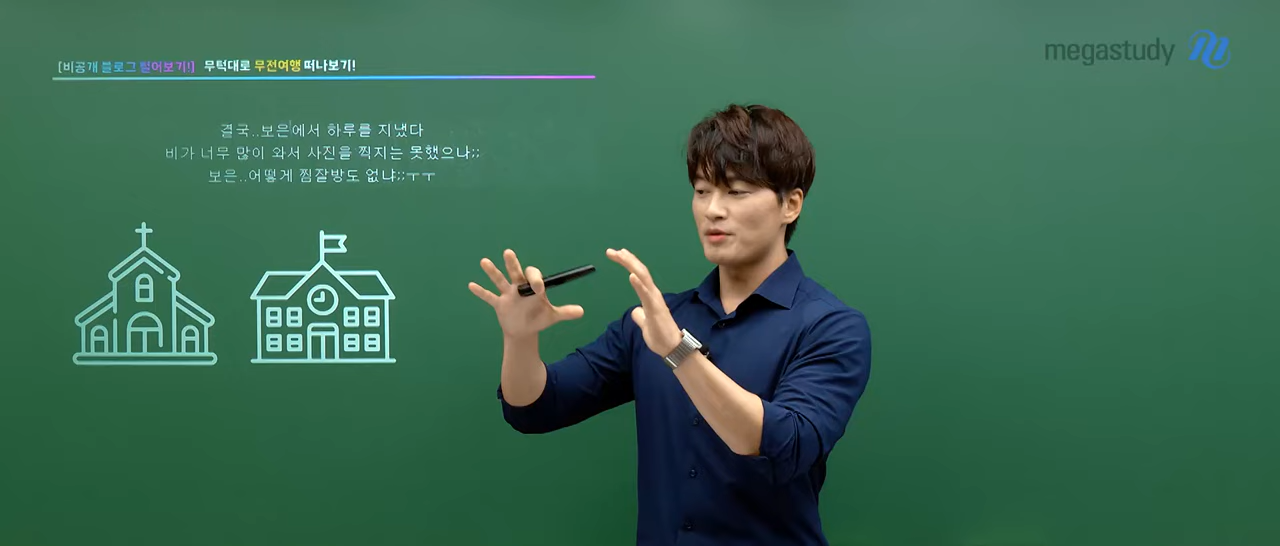 [비공개 블로그 털어보기!] 무턱대로 무전여행 떠나보기!
megastudy
결국..보은에서 하루를 지냈다
비가 너무 많이 와서 사진을 찍지는 못했으나;;
보은..어떻게 찜잘방도 없냐;;ㅜㅜ